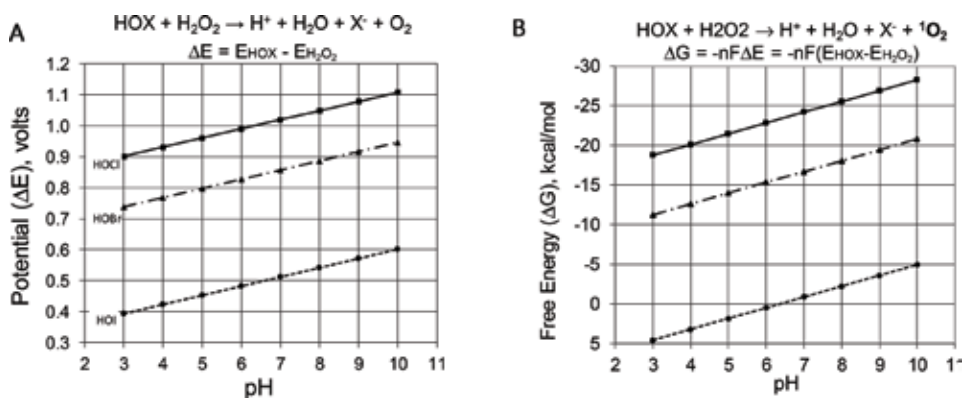 A
HOX + H₂O₂ → H⁺ + H₂O + X⁻ + O₂
ΔE = EHOX - EH₂O₂
Potential (ΔE), volts
1.2
1.1
1.0
0.9
0.8
0.7
0.6
0.5
0.4
0.3
HOCl
HOBr
HOI
2 3 4 5 6 7 8 9 10 11
pH
B
HOX + H2O2 → H⁺ + H₂O + X⁻ + ¹O₂
ΔG = -nFΔE = -nF(EHOX-EH₂O₂)
Free Energy (ΔG), kcal/mol
-30
-25
-20
-15
-10
-5
0
5
2 3 4 5 6 7 8 9 10 11
pH